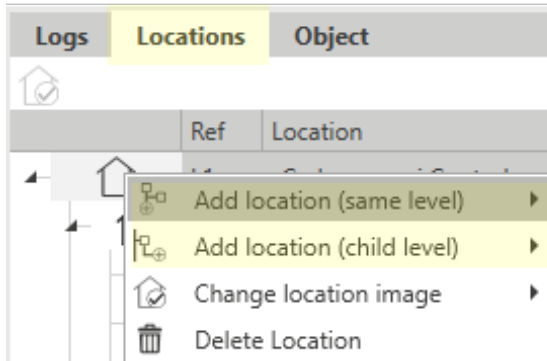 Logs Locations Object
Ref Location
Add location (same level)
Add location (child level)
Change location image
Delete Location